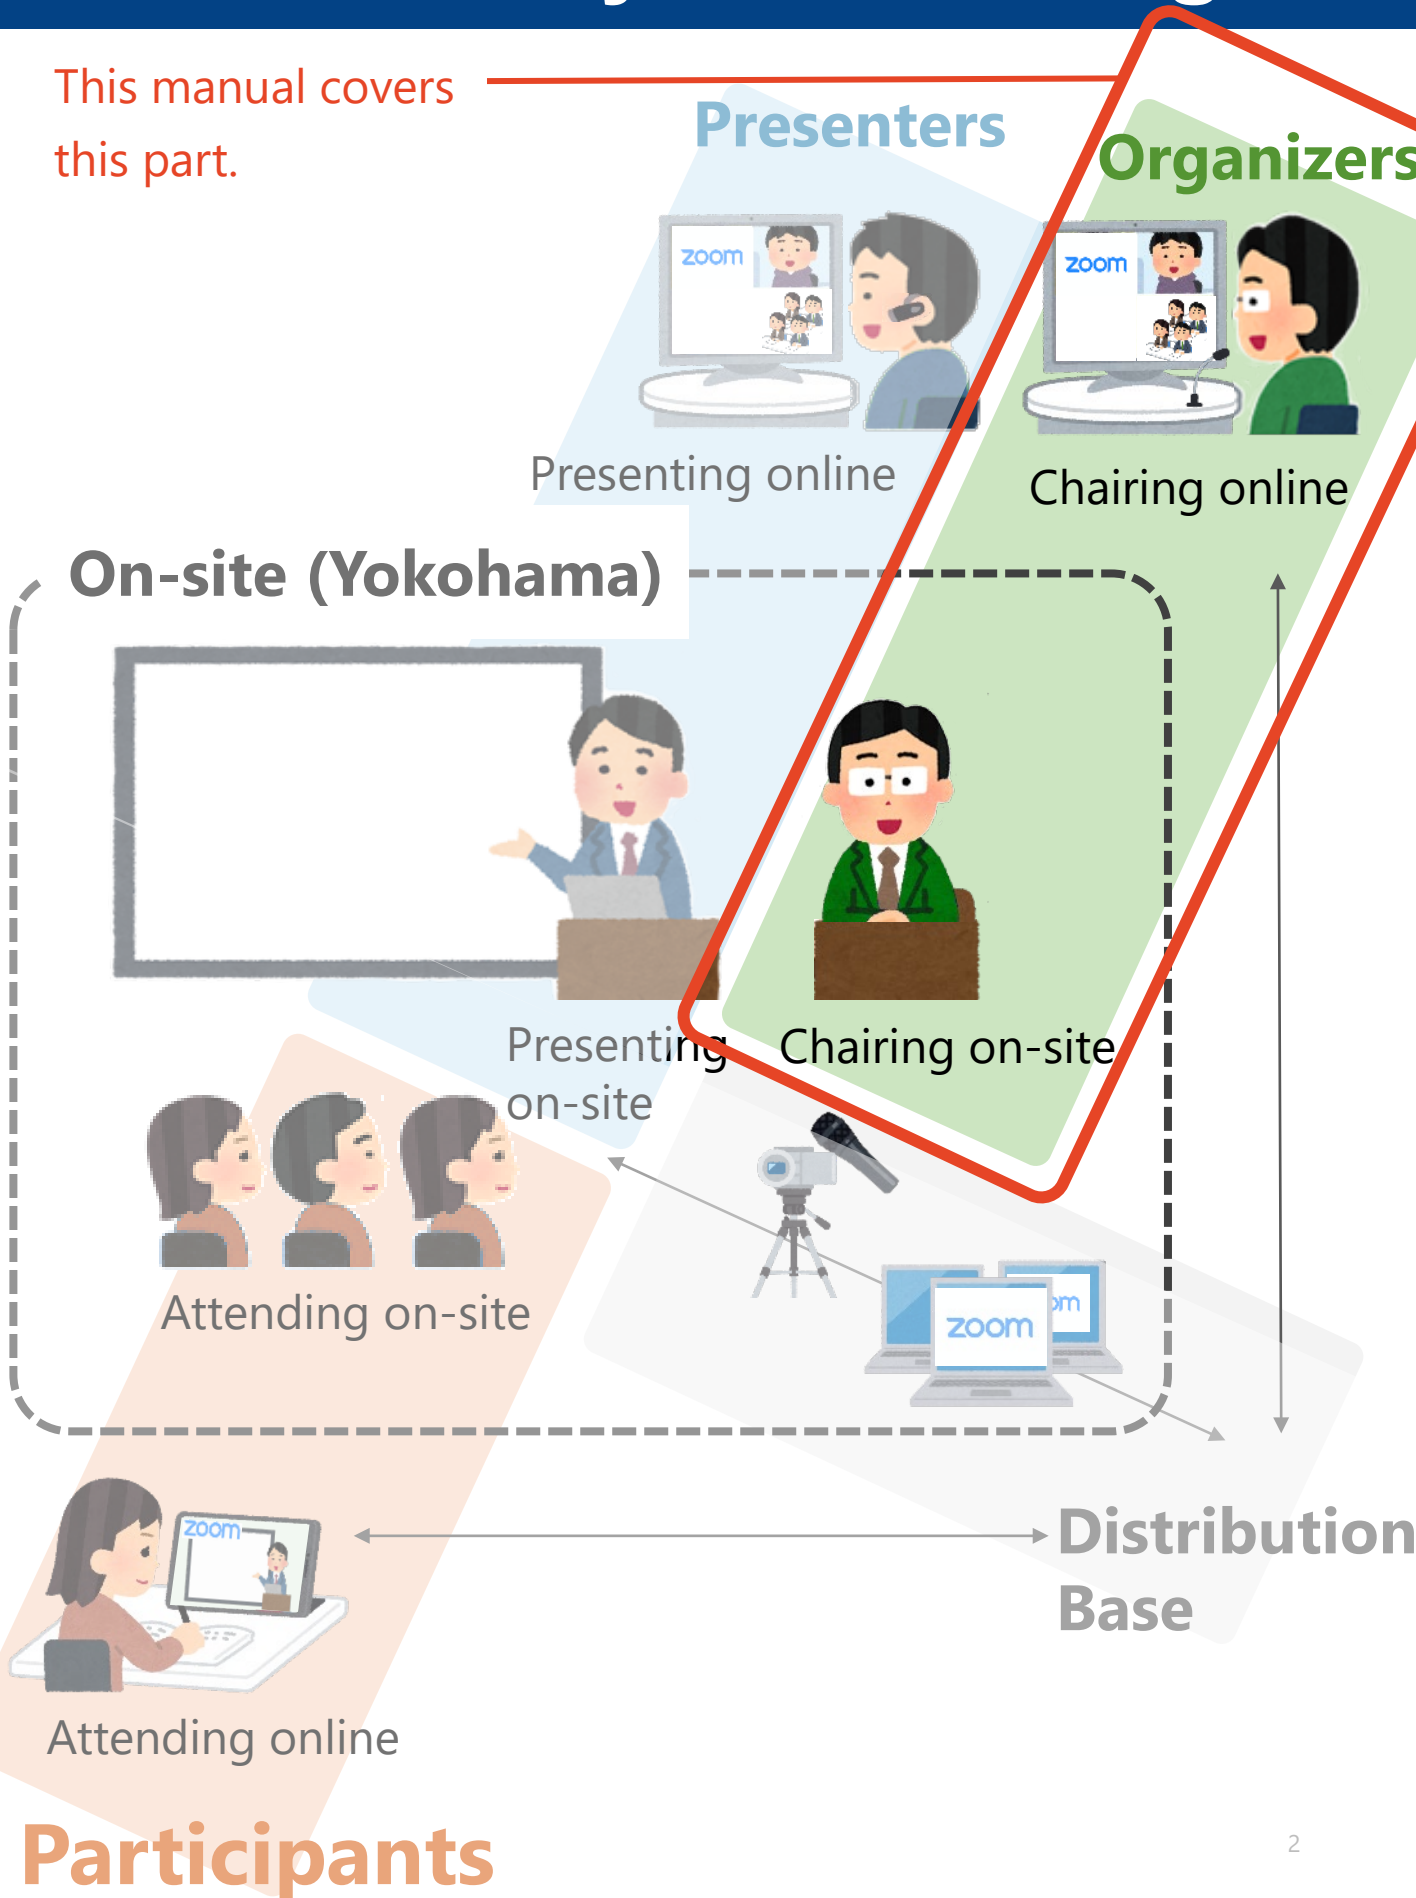 This manual covers
this part.
Presenters
Organizers
zoom
zoom
Presenting online
Chairing online
On-site (Yokohama)
Presenting
on-site
Chairing on-site
Attending on-site
zoom
om
zoom
Distribution
Base
Attending online
Participants
2